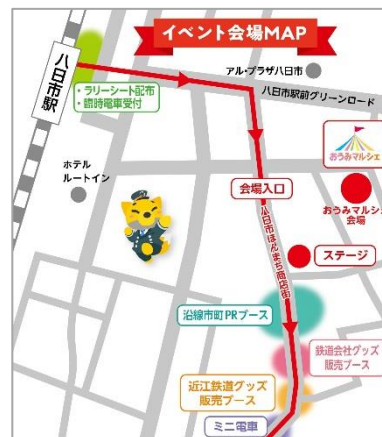 イベント会場MAP
アル・プラザ八日市
八日市駅
・ラリーシート配布
・臨時電車受付
八日市駅前グリーンロード
おうみマルシェ
ホテル
ルートイン
会場入口
おうみマルシェ
会場
八日市ほんまち商店街
ステージ
沿線市町PRブース
鉄道会社グッズ
販売ブース
近江鉄道グッズ
販売ブース
ミニ電車